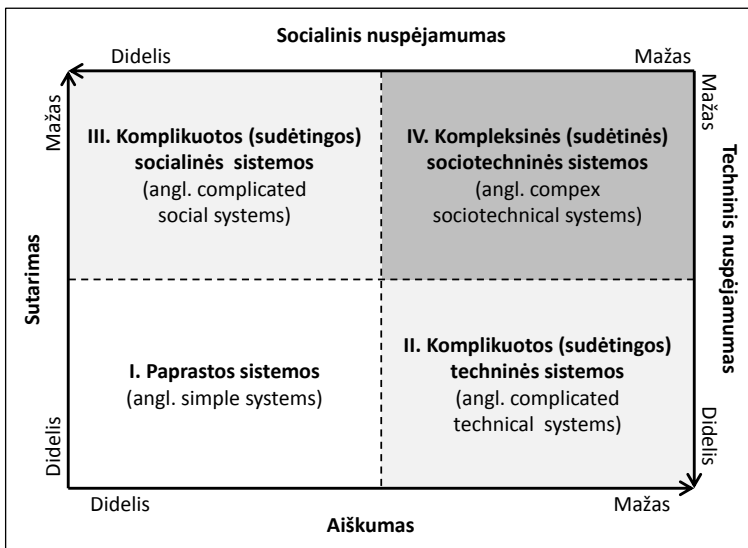 Socialinis nuspėjamumas
Didelis
Mažas
Mažas
Sutarimas
Didelis
III. Komplikuotos (sudėtingos)
socialinės sistemos
(angl. complicated
social systems)
IV. Kompleksinės (sudėtinės)
sociotechninės sistemos
(angl. compex
sociotechnical systems)
Mažas
Techninis nuspėjamumas
Didelis
I. Paprastos sistemos
(angl. simple systems)
II. Komplikuotos (sudėtingos)
techninės sistemos
(angl. complicated
technical systems)
Didelis
Mažas
Aiškumas